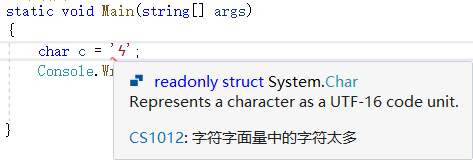 static void Main(string[] args)
{
char c = '';
Console.Wr
readonly struct System.Char
Represents a character as a UTF-16 code unit.
CS1012: 字符字面量中的字符太多
}